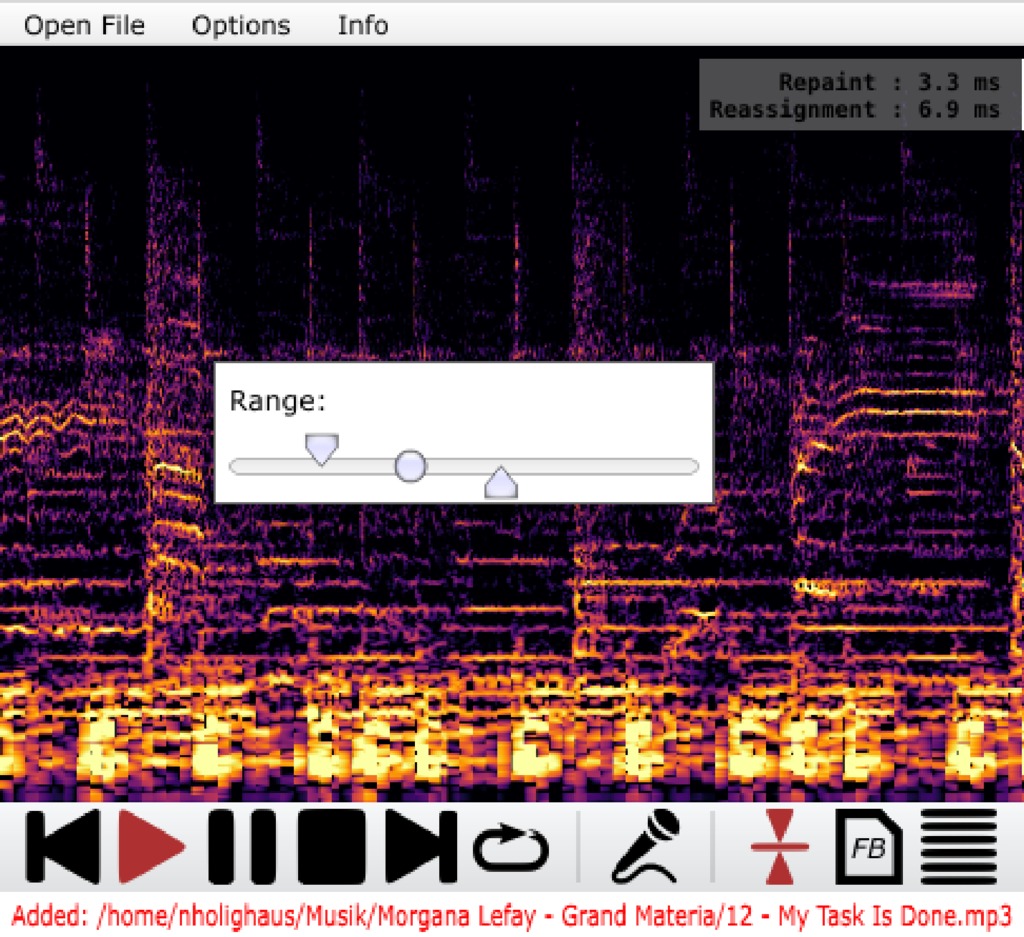 Open File Options Info
Repaint : 3.3 ms
Reassignment : 6.9 ms
Range:
FB
Added: /home/nholighaus/Musik/Morgana Lefay - Grand Materia/12 - My Task Is Done.mp3